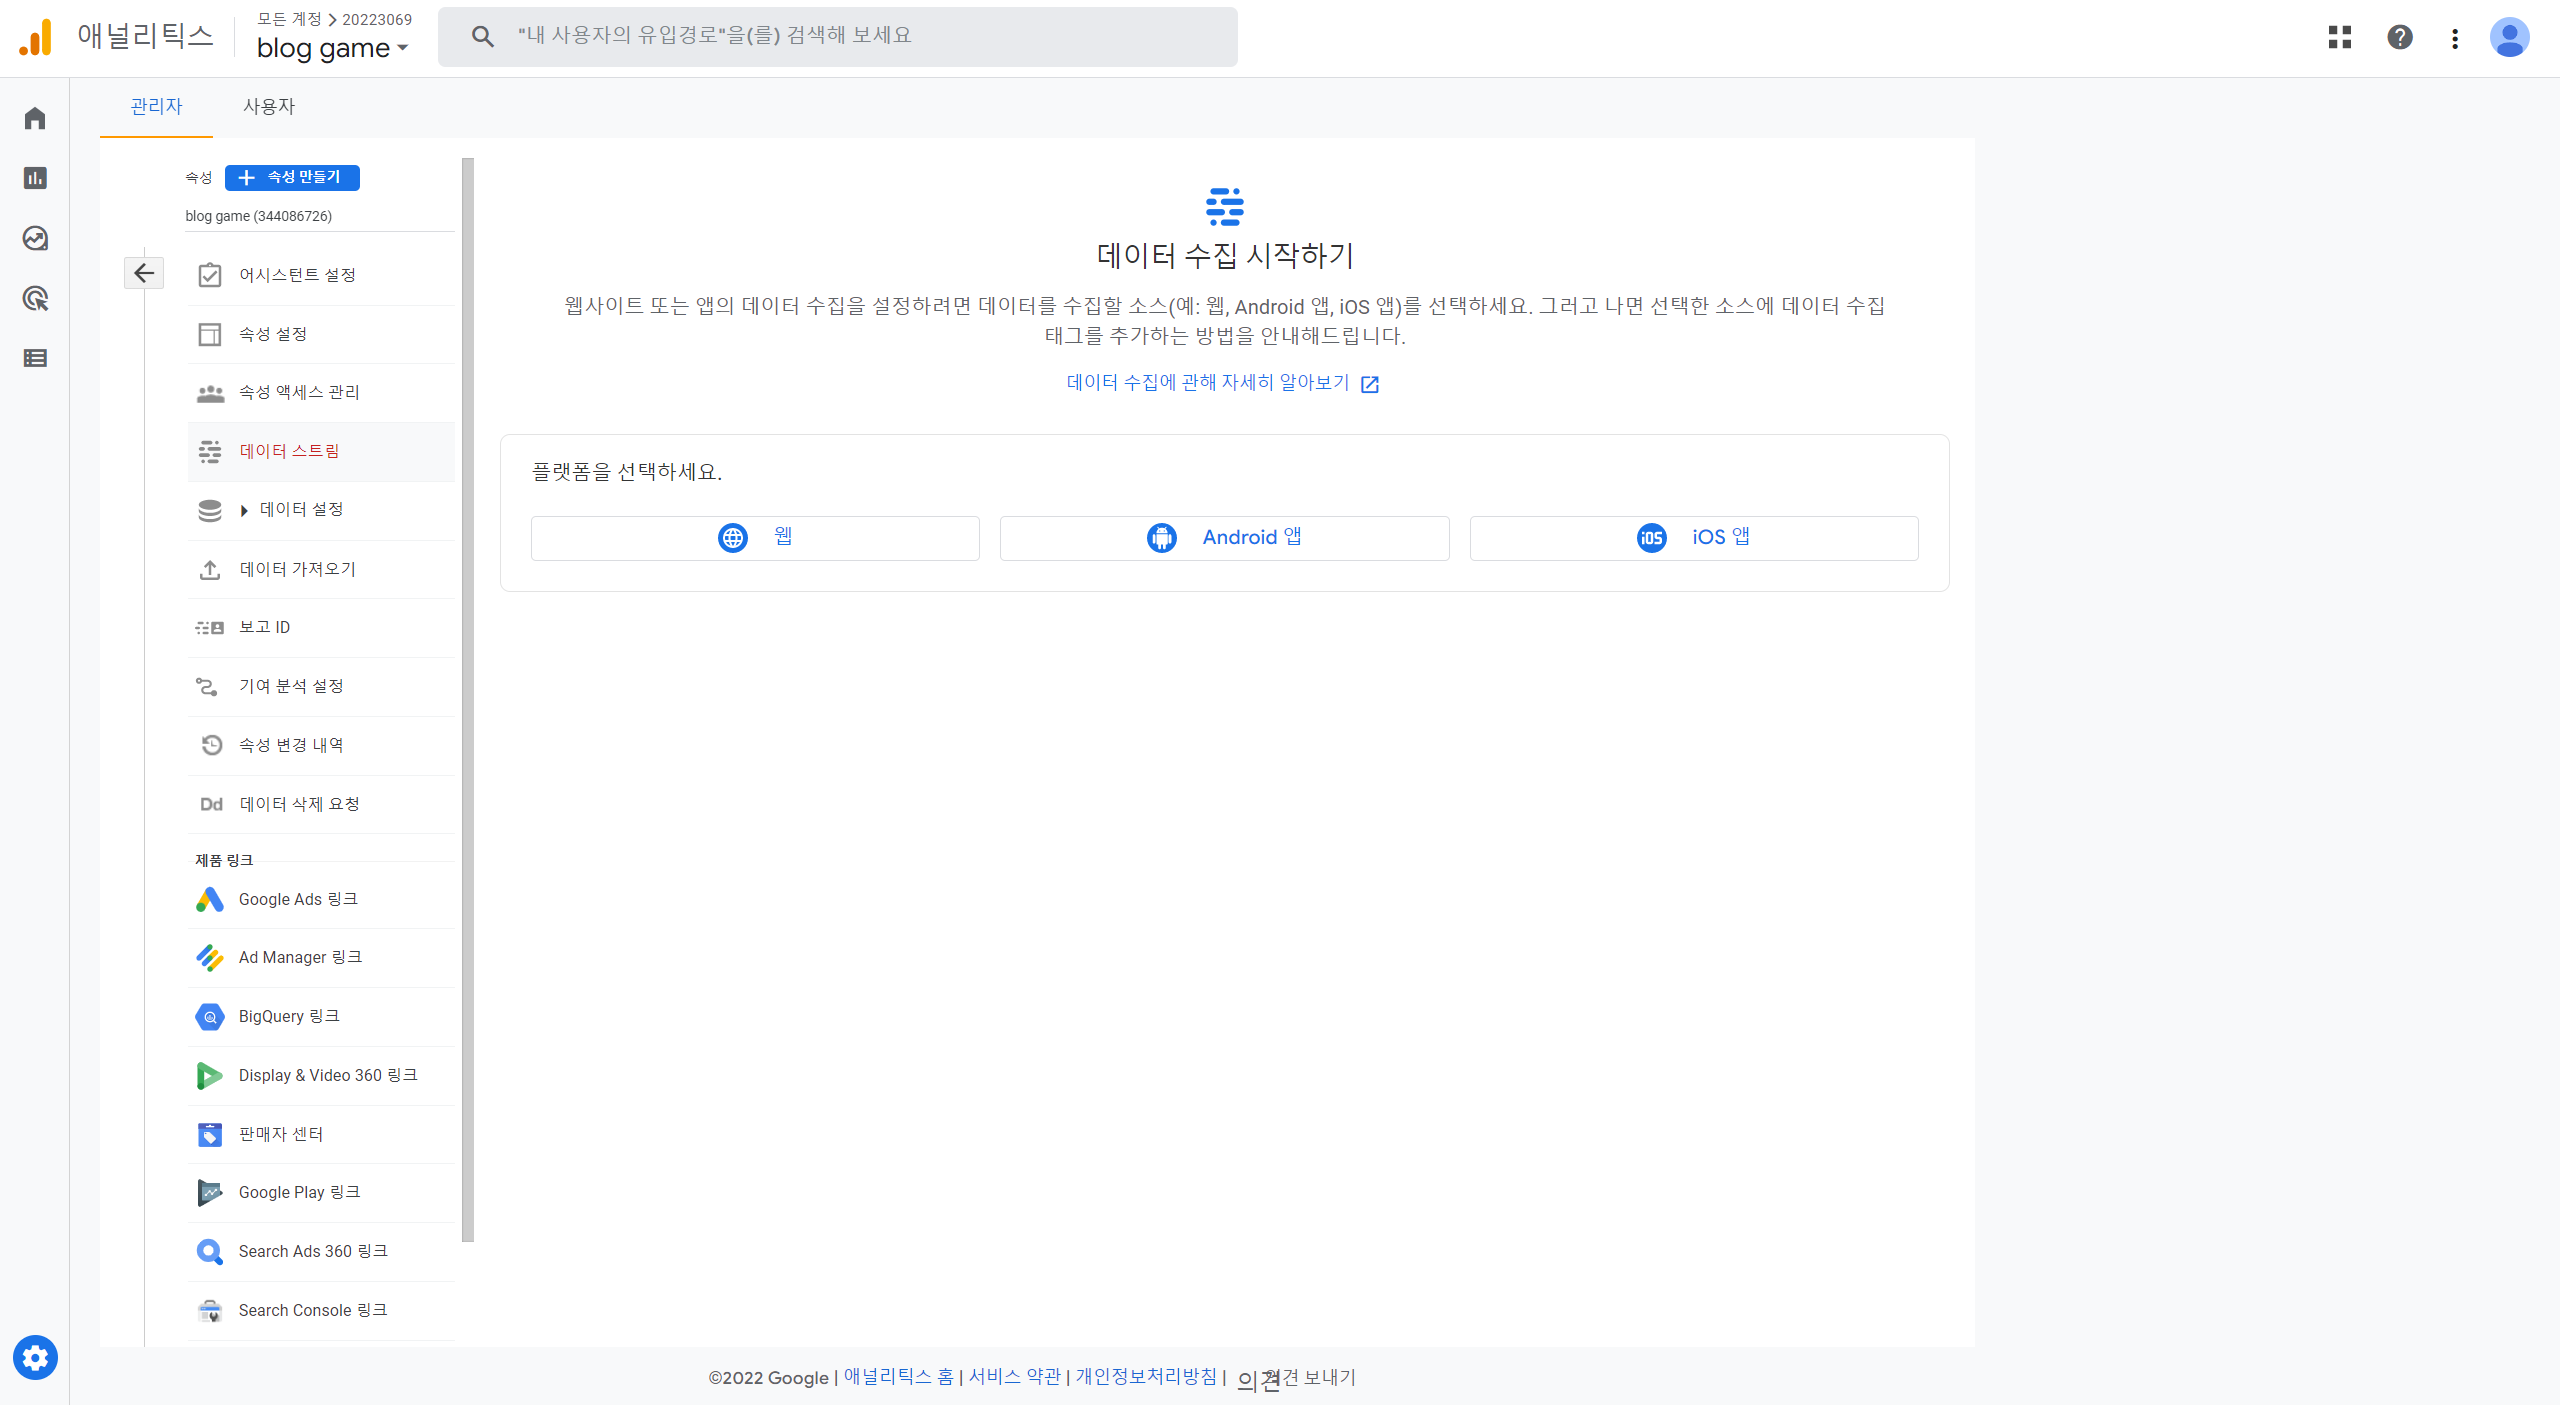 애널리틱스
모든 계정 > 20223069
blog game
"내 사용자의 유입경로"을(를) 검색해 보세요
관리자
사용자
속성
속성 만들기
blog game (344086726)
어시스턴트 설정
속성 설정
속성 액세스 관리
데이터 스트림
데이터 설정
데이터 가져오기
보고 ID
기여 분석 설정
속성 변경 내역
Dd 데이터 삭제 요청
제품 링크
Google Ads 링크
Ad Manager 링크
BigQuery 링크
Display & Video 360 링크
판매자 센터
Google Play 링크
Search Ads 360 링크
Search Console 링크
데이터 수집 시작하기
웹사이트 또는 앱의 데이터 수집을 설정하려면 데이터를 수집할 소스(예: 웹, Android 앱, iOS 앱)를 선택하세요. 그러고 나면 선택한 소스에 데이터 수집
태그를 추가하는 방법을 안내해드립니다.
데이터 수집에 관해 자세히 알아보기
플랫폼을 선택하세요.
웹
Android 앱
iOS iOS 앱
©2022 Google | 애널리틱스 홈 | 서비스 약관 | 개인정보처리방침 | 의견 의견 보내기